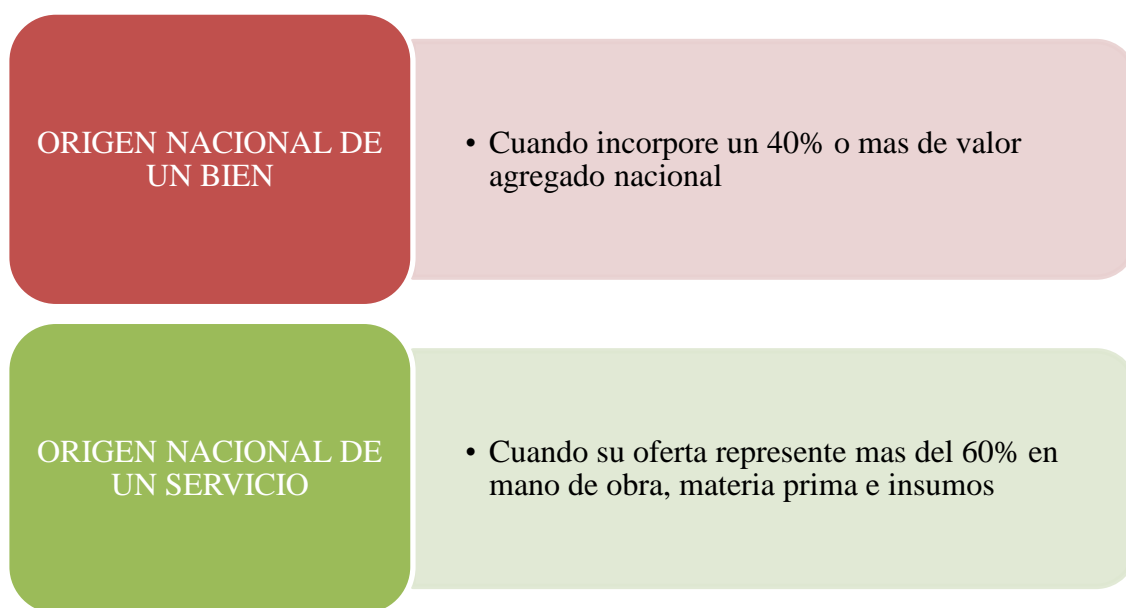 ORIGEN NACIONAL DE
UN BIEN
• Cuando incorpore un 40% o mas de valor
agregado nacional
ORIGEN NACIONAL DE
UN SERVICIO
• Cuando su oferta represente mas del 60% en
mano de obra, materia prima e insumos